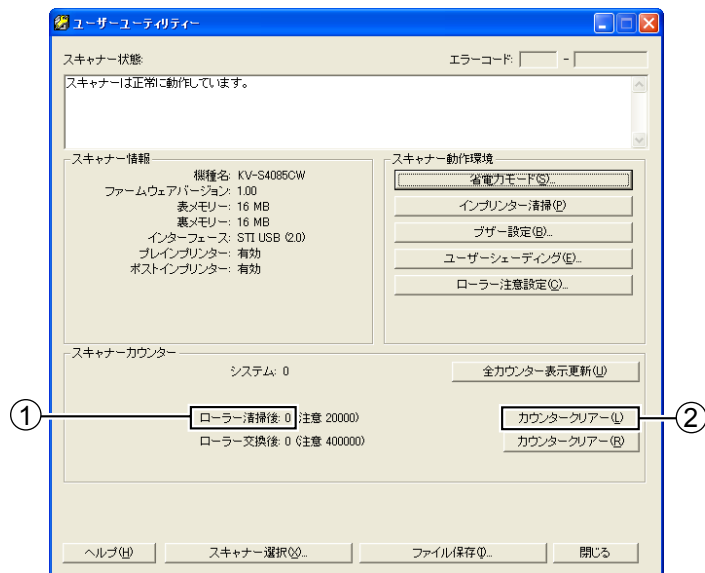 ユーザーユーティリティー
スキャナー状態:
エラーコード: -
スキャナーは正常に動作しています。
スキャナー情報
機種名: KV-S4085CW
ファームウェアバージョン: 1.00
表メモリー: 16 MB
裏メモリー: 16 MB
インターフェース: STI USB (2.0)
プレインプリンター: 有効
ポストインプリンター: 有効
スキャナー動作環境
省電力モード(S)...
インプリンター清掃(P)
ブザー設定(B)...
ユーザーシェーディング(E)...
ローラー注意設定(C)...
スキャナーカウンター
システム: 0
全カウンター表示更新(U)
① ローラー清掃後: 0 (注意 20000) カウンタークリアー(L) ②
ローラー交換後: 0 (注意 400000) カウンタークリアー(R)
ヘルプ(H) スキャナー選択(X)... ファイル保存(I)... 閉じる